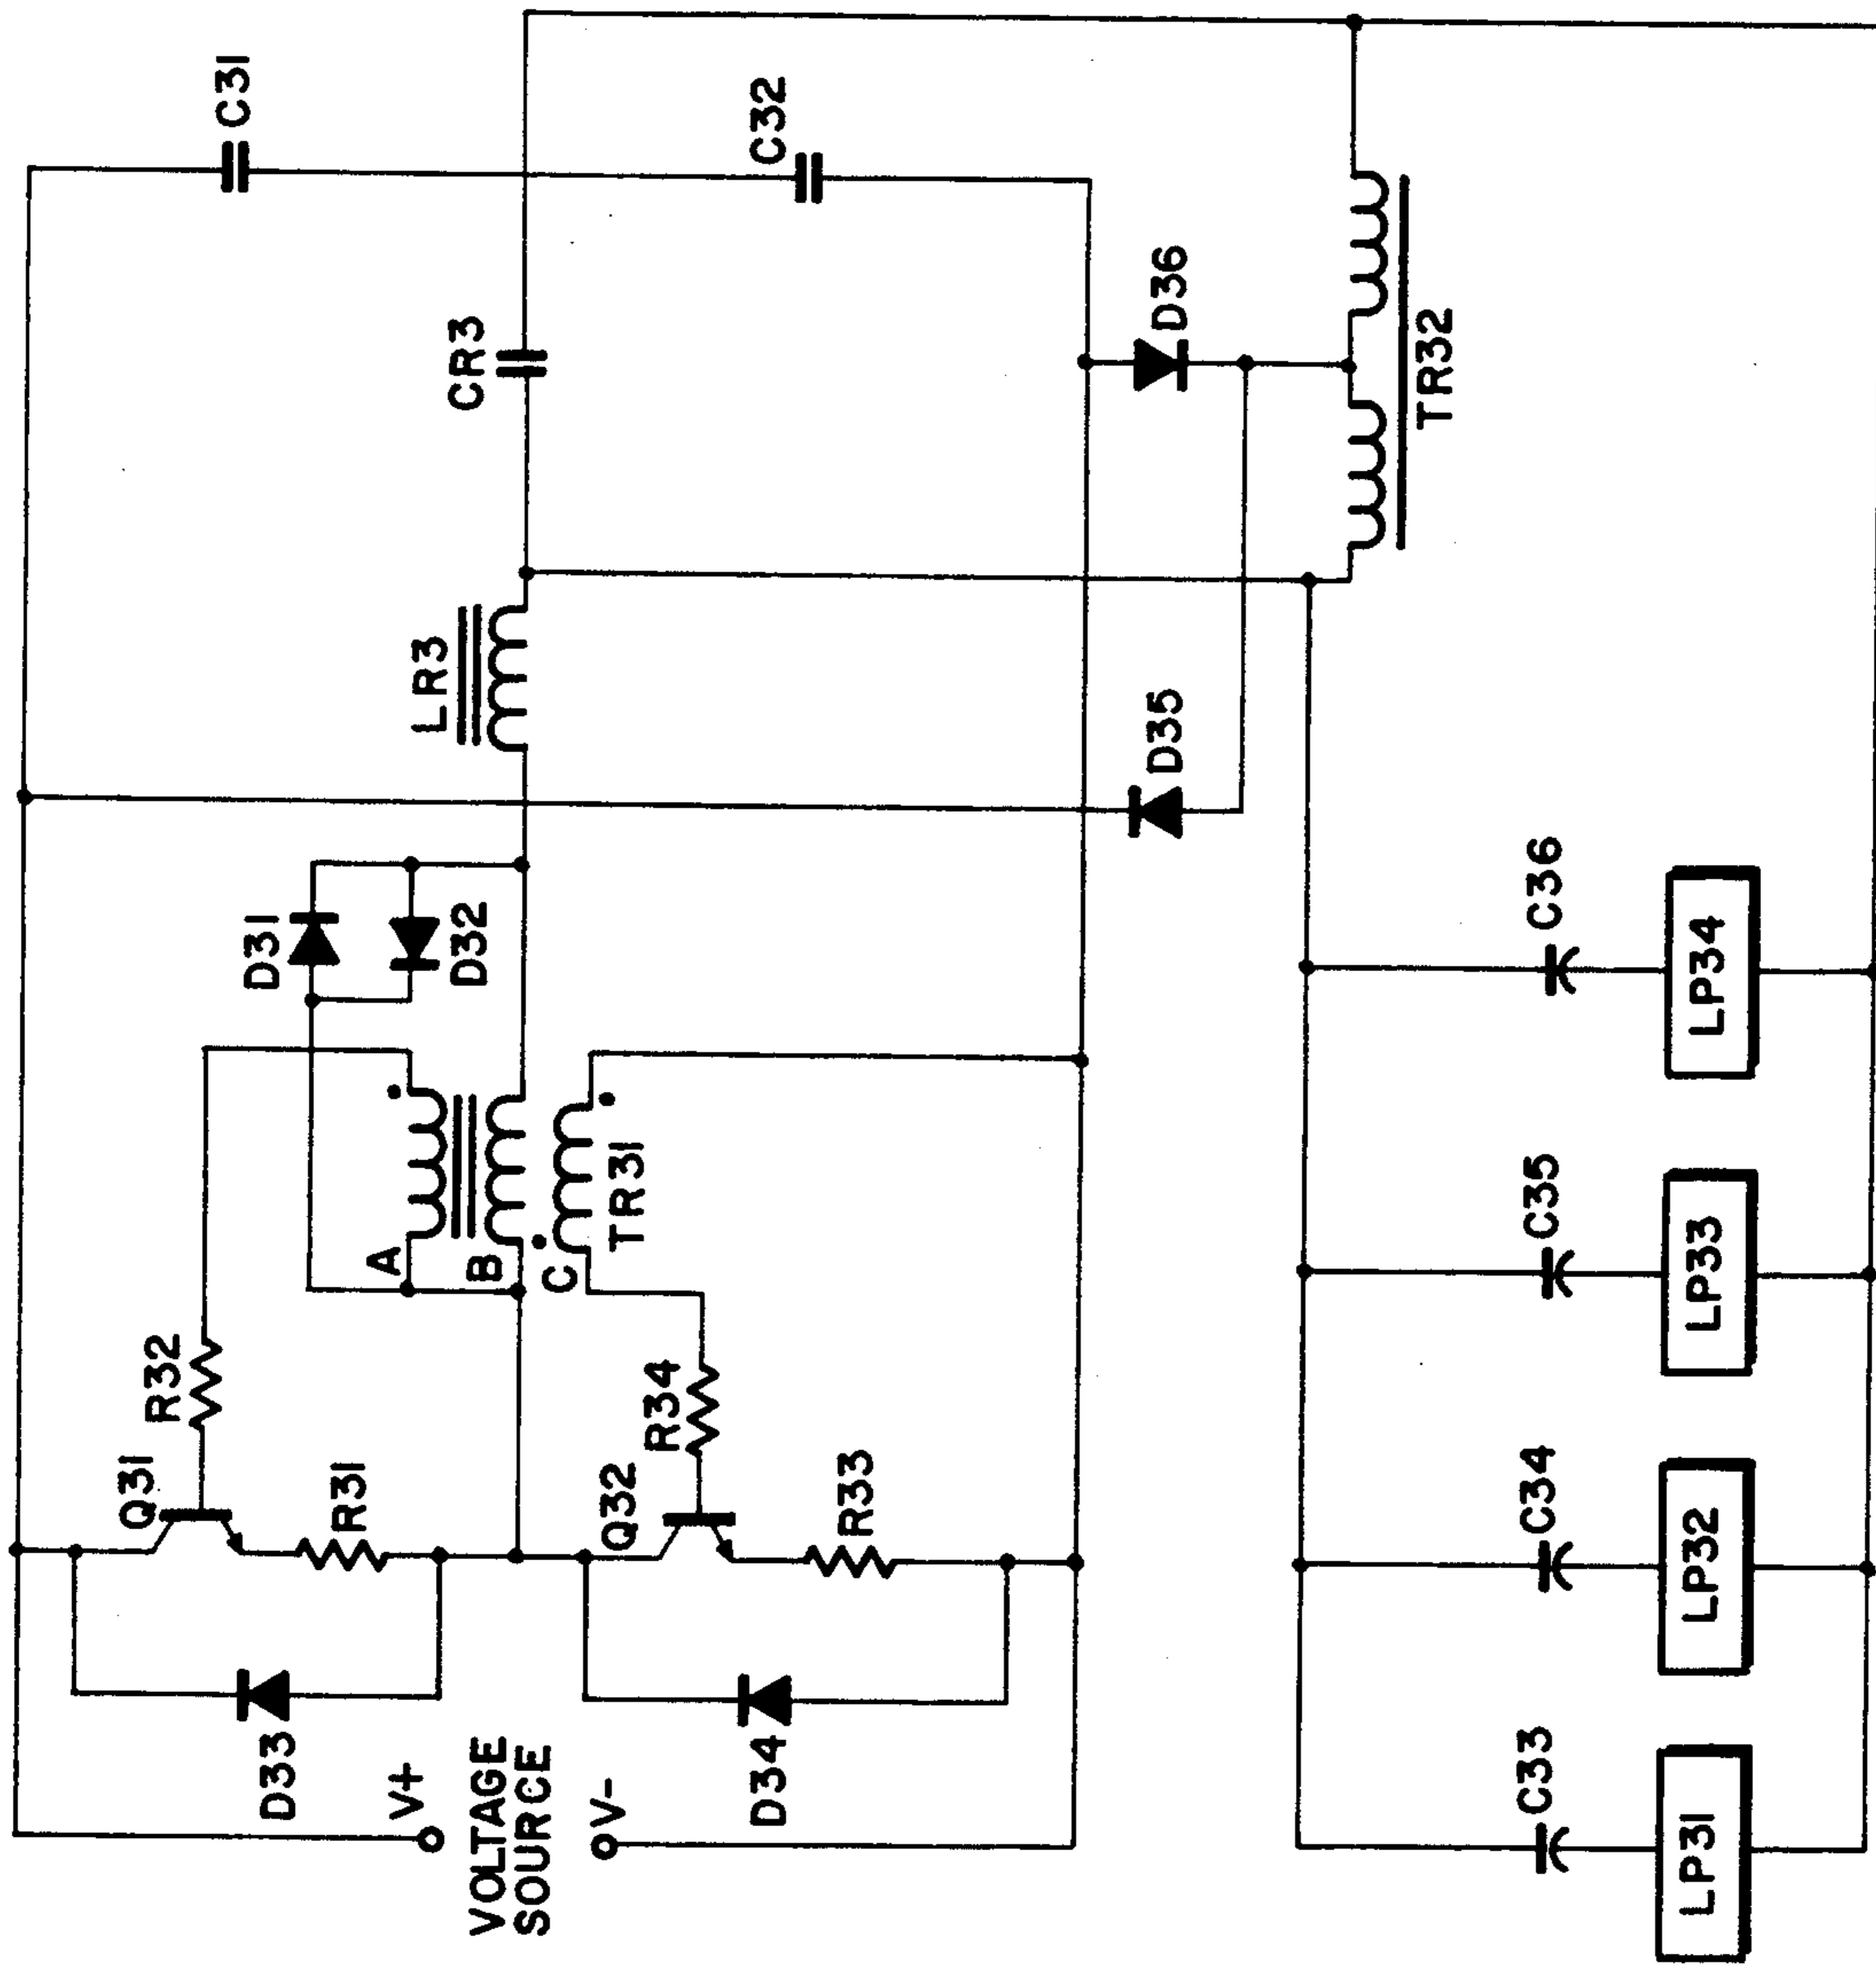 C31
C32
CR3
D36
TR32
LR3
D35
D31
D32
C36
LP34
A
B
C
TR31
C35
LP33
R32
R34
Q31
R31
Q32
R33
C34
LP32
D33
V+
VOLTAGE
SOURCE
V-
D34
C33
LP31